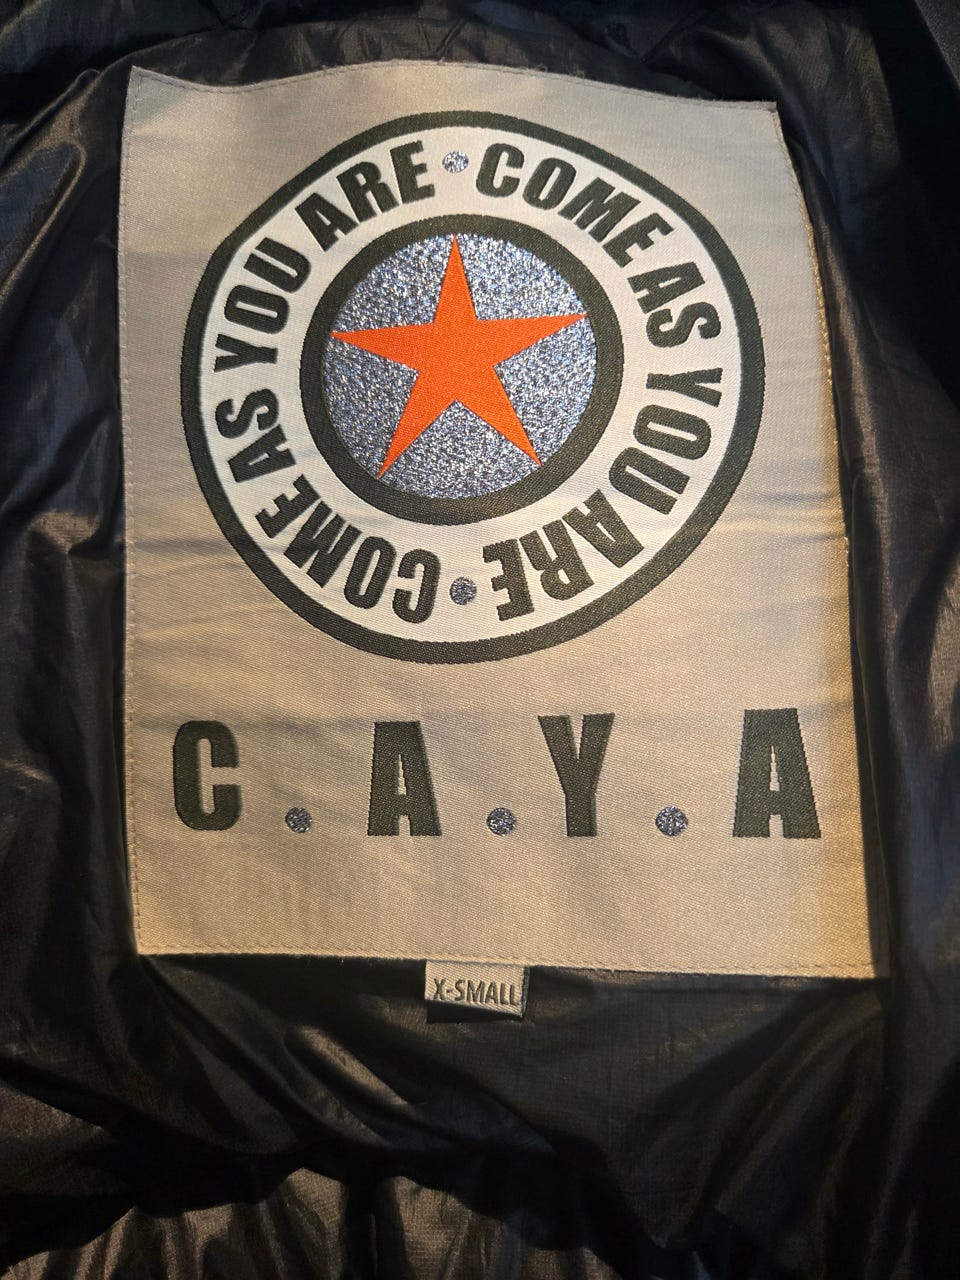 COME AS YOU ARE • COME AS YOU ARE •
C.A.Y.A
X-SMALL